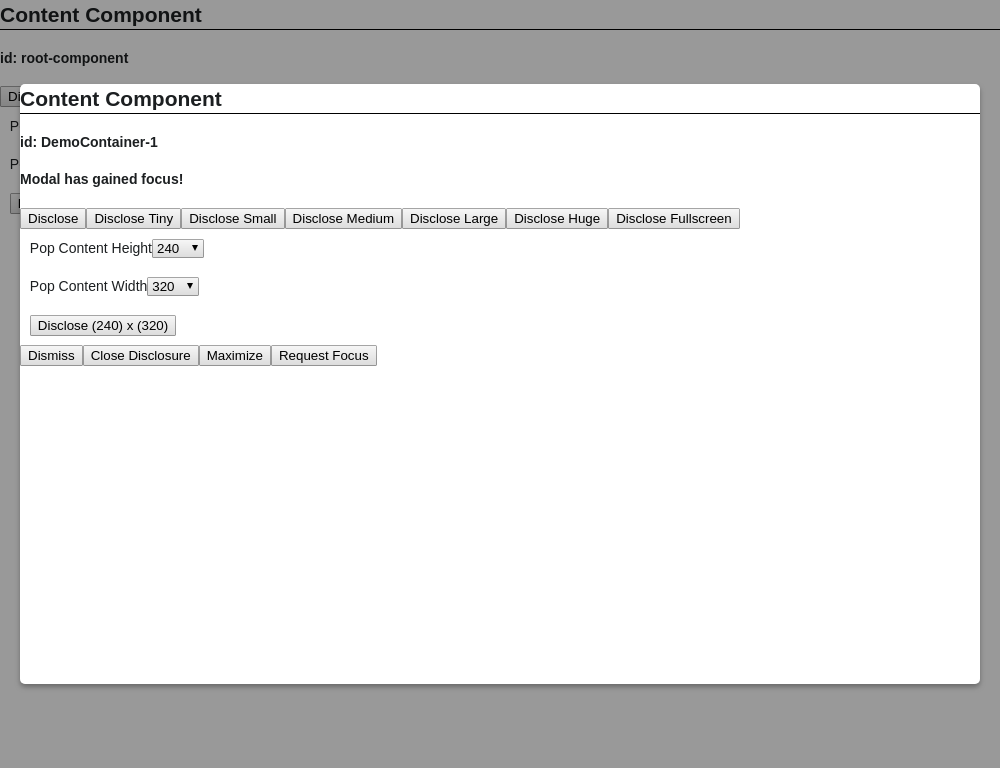 Content Component
id: root-component
Content Component
id: DemoContainer-1
Modal has gained focus!
Disclose Disclose Tiny Disclose Small Disclose Medium Disclose Large Disclose Huge Disclose Fullscreen
Pop Content Height 240
Pop Content Width 320
Disclose (240) x (320)
Dismiss Close Disclosure Maximize Request Focus